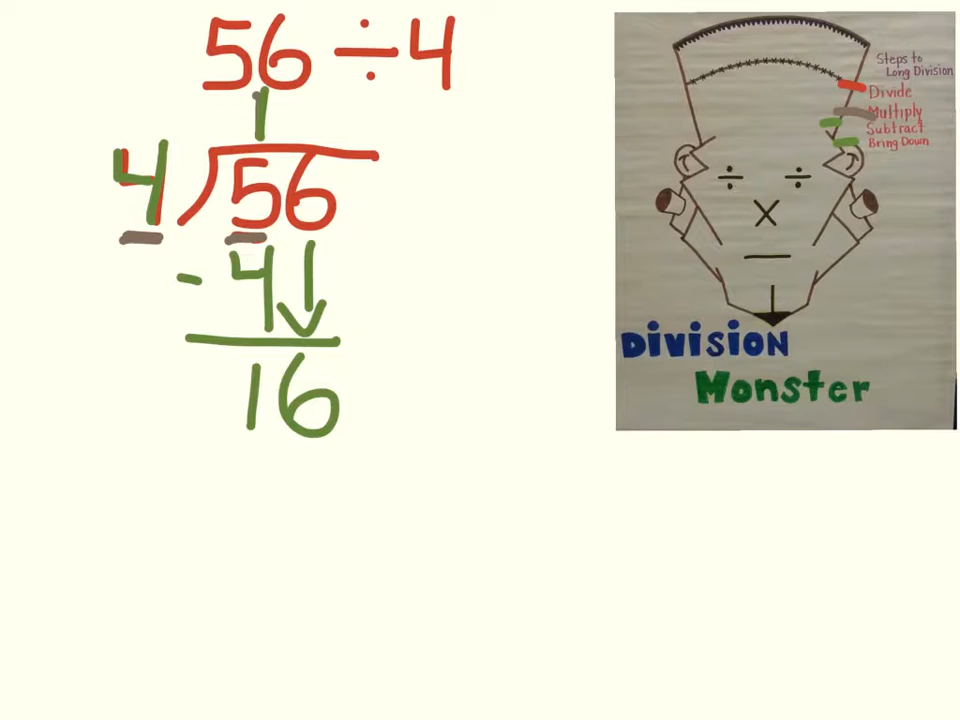 56 ÷ 4
1
4 56
- 4
16
Steps to
Long Division
Divide
Multiply
Subtract
Bring Down
÷ ÷
×
Division
Monster